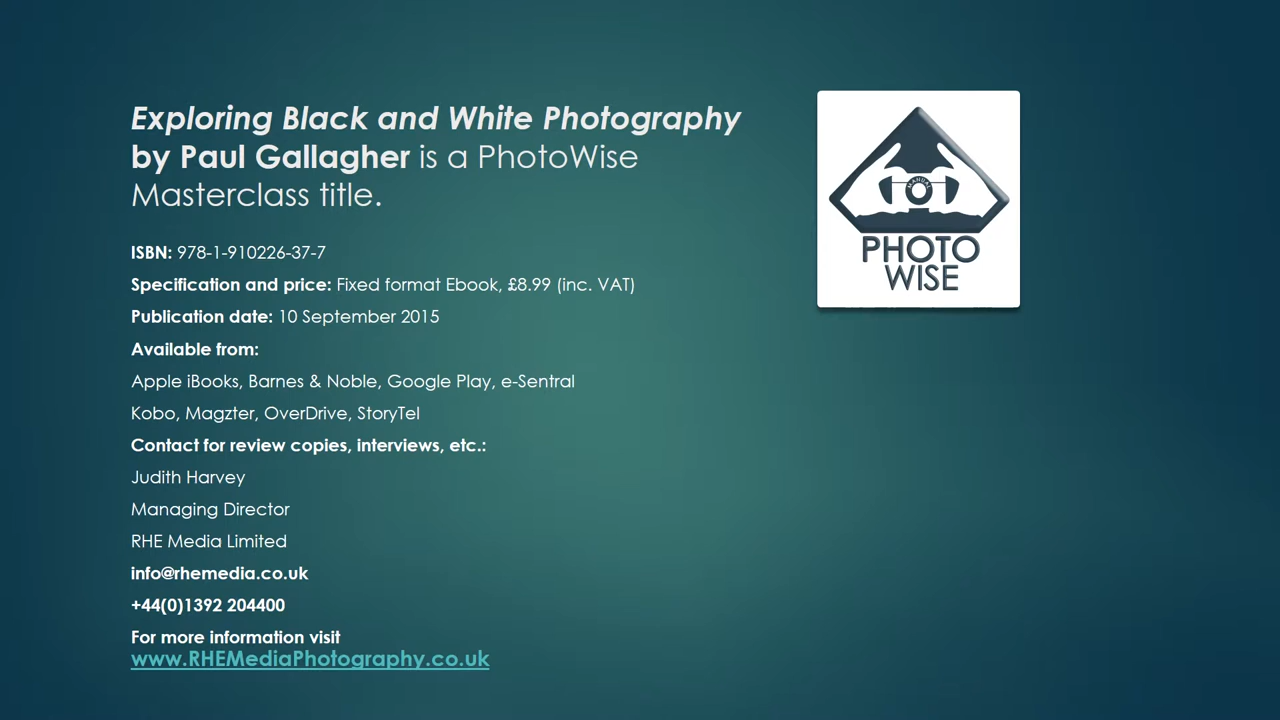 Exploring Black and White Photography
by Paul Gallagher is a PhotoWise
Masterclass title.
ISBN: 978-1-910226-37-7
Specification and price: Fixed format Ebook, £8.99 (inc. VAT)
Publication date: 10 September 2015
Available from:
Apple iBooks, Barnes & Noble, Google Play, e-Sentral
Kobo, Magzter, OverDrive, StoryTel
Contact for review copies, interviews, etc.:
Judith Harvey
Managing Director
RHE Media Limited
info@rhemedia.co.uk
+44(0)1392 204400
For more information visit
www.RHEMediaPhotography.co.uk
MANUAL
PHOTO
WISE